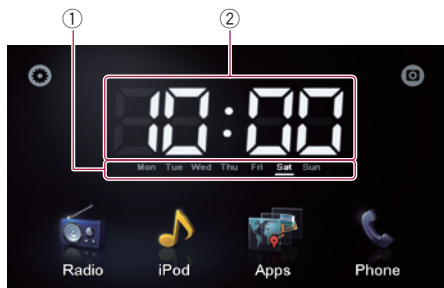 ① ②
10:00
Mon Tue Wed Thu Fri Sat Sun
Radio iPod Apps Phone